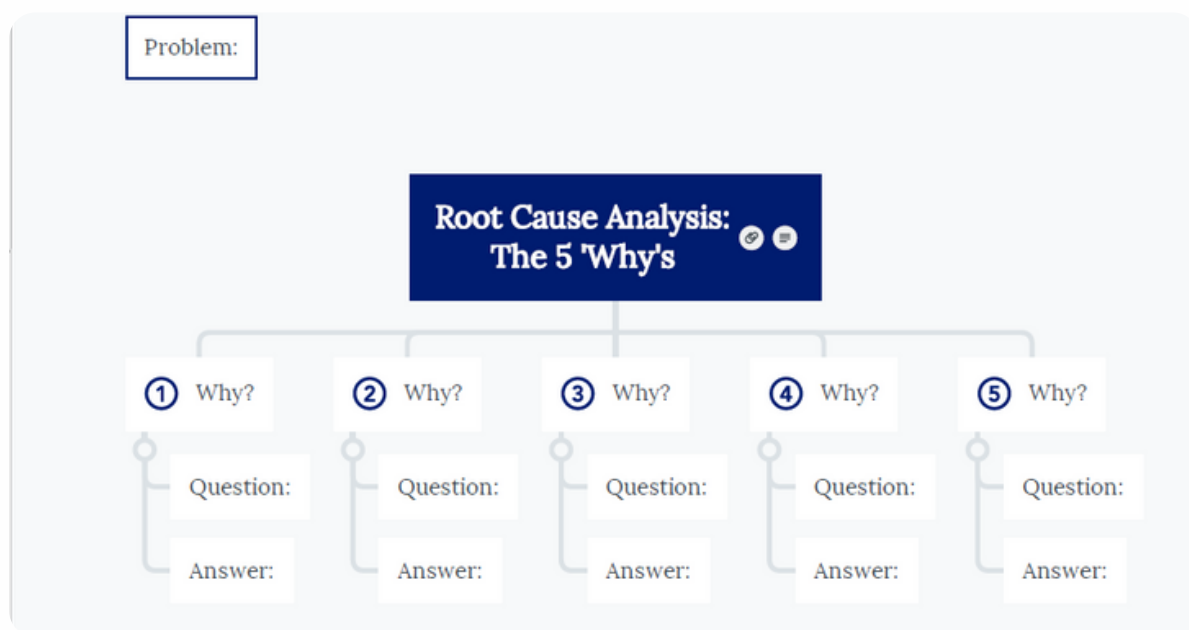 Problem:
Root Cause Analysis:
The 5 'Why's
1 Why?
2 Why?
3 Why?
4 Why?
5 Why?
Question:
Question:
Question:
Question:
Question:
Answer:
Answer:
Answer:
Answer:
Answer: